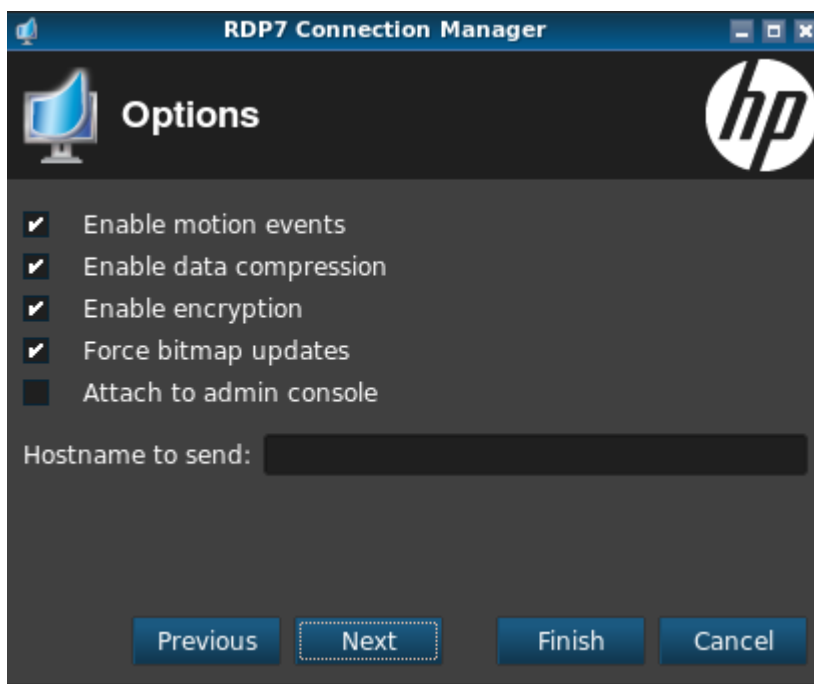 RDP7 Connection Manager
Options
hp
Enable motion events
Enable data compression
Enable encryption
Force bitmap updates
Attach to admin console
Hostname to send:
Previous Next Finish Cancel